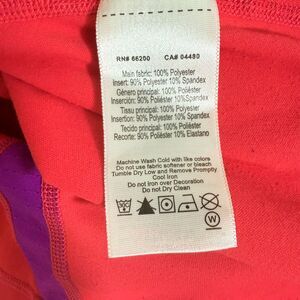 RN# 66200 CA# 04480
Main fabric: 100% Polyester
Insert: 90% Polyester 10% Spandex
Género principal: 100% Poliéster
Inserción: 90% Poliéster 10%Spandex
Tissu principal: 100% Polyester
Insert: 90% Polyester 10% Spandex
Tecido principal: 100% Poliéster
Recorte: 90% Poliéster 10% Elastano
Machine Wash Cold with like colors
Do not use fabric softener or bleach
Tumble Dry Low and Remove Promptly
Cool Iron
Do not Iron over Decoration
Do not Dry Clean
W